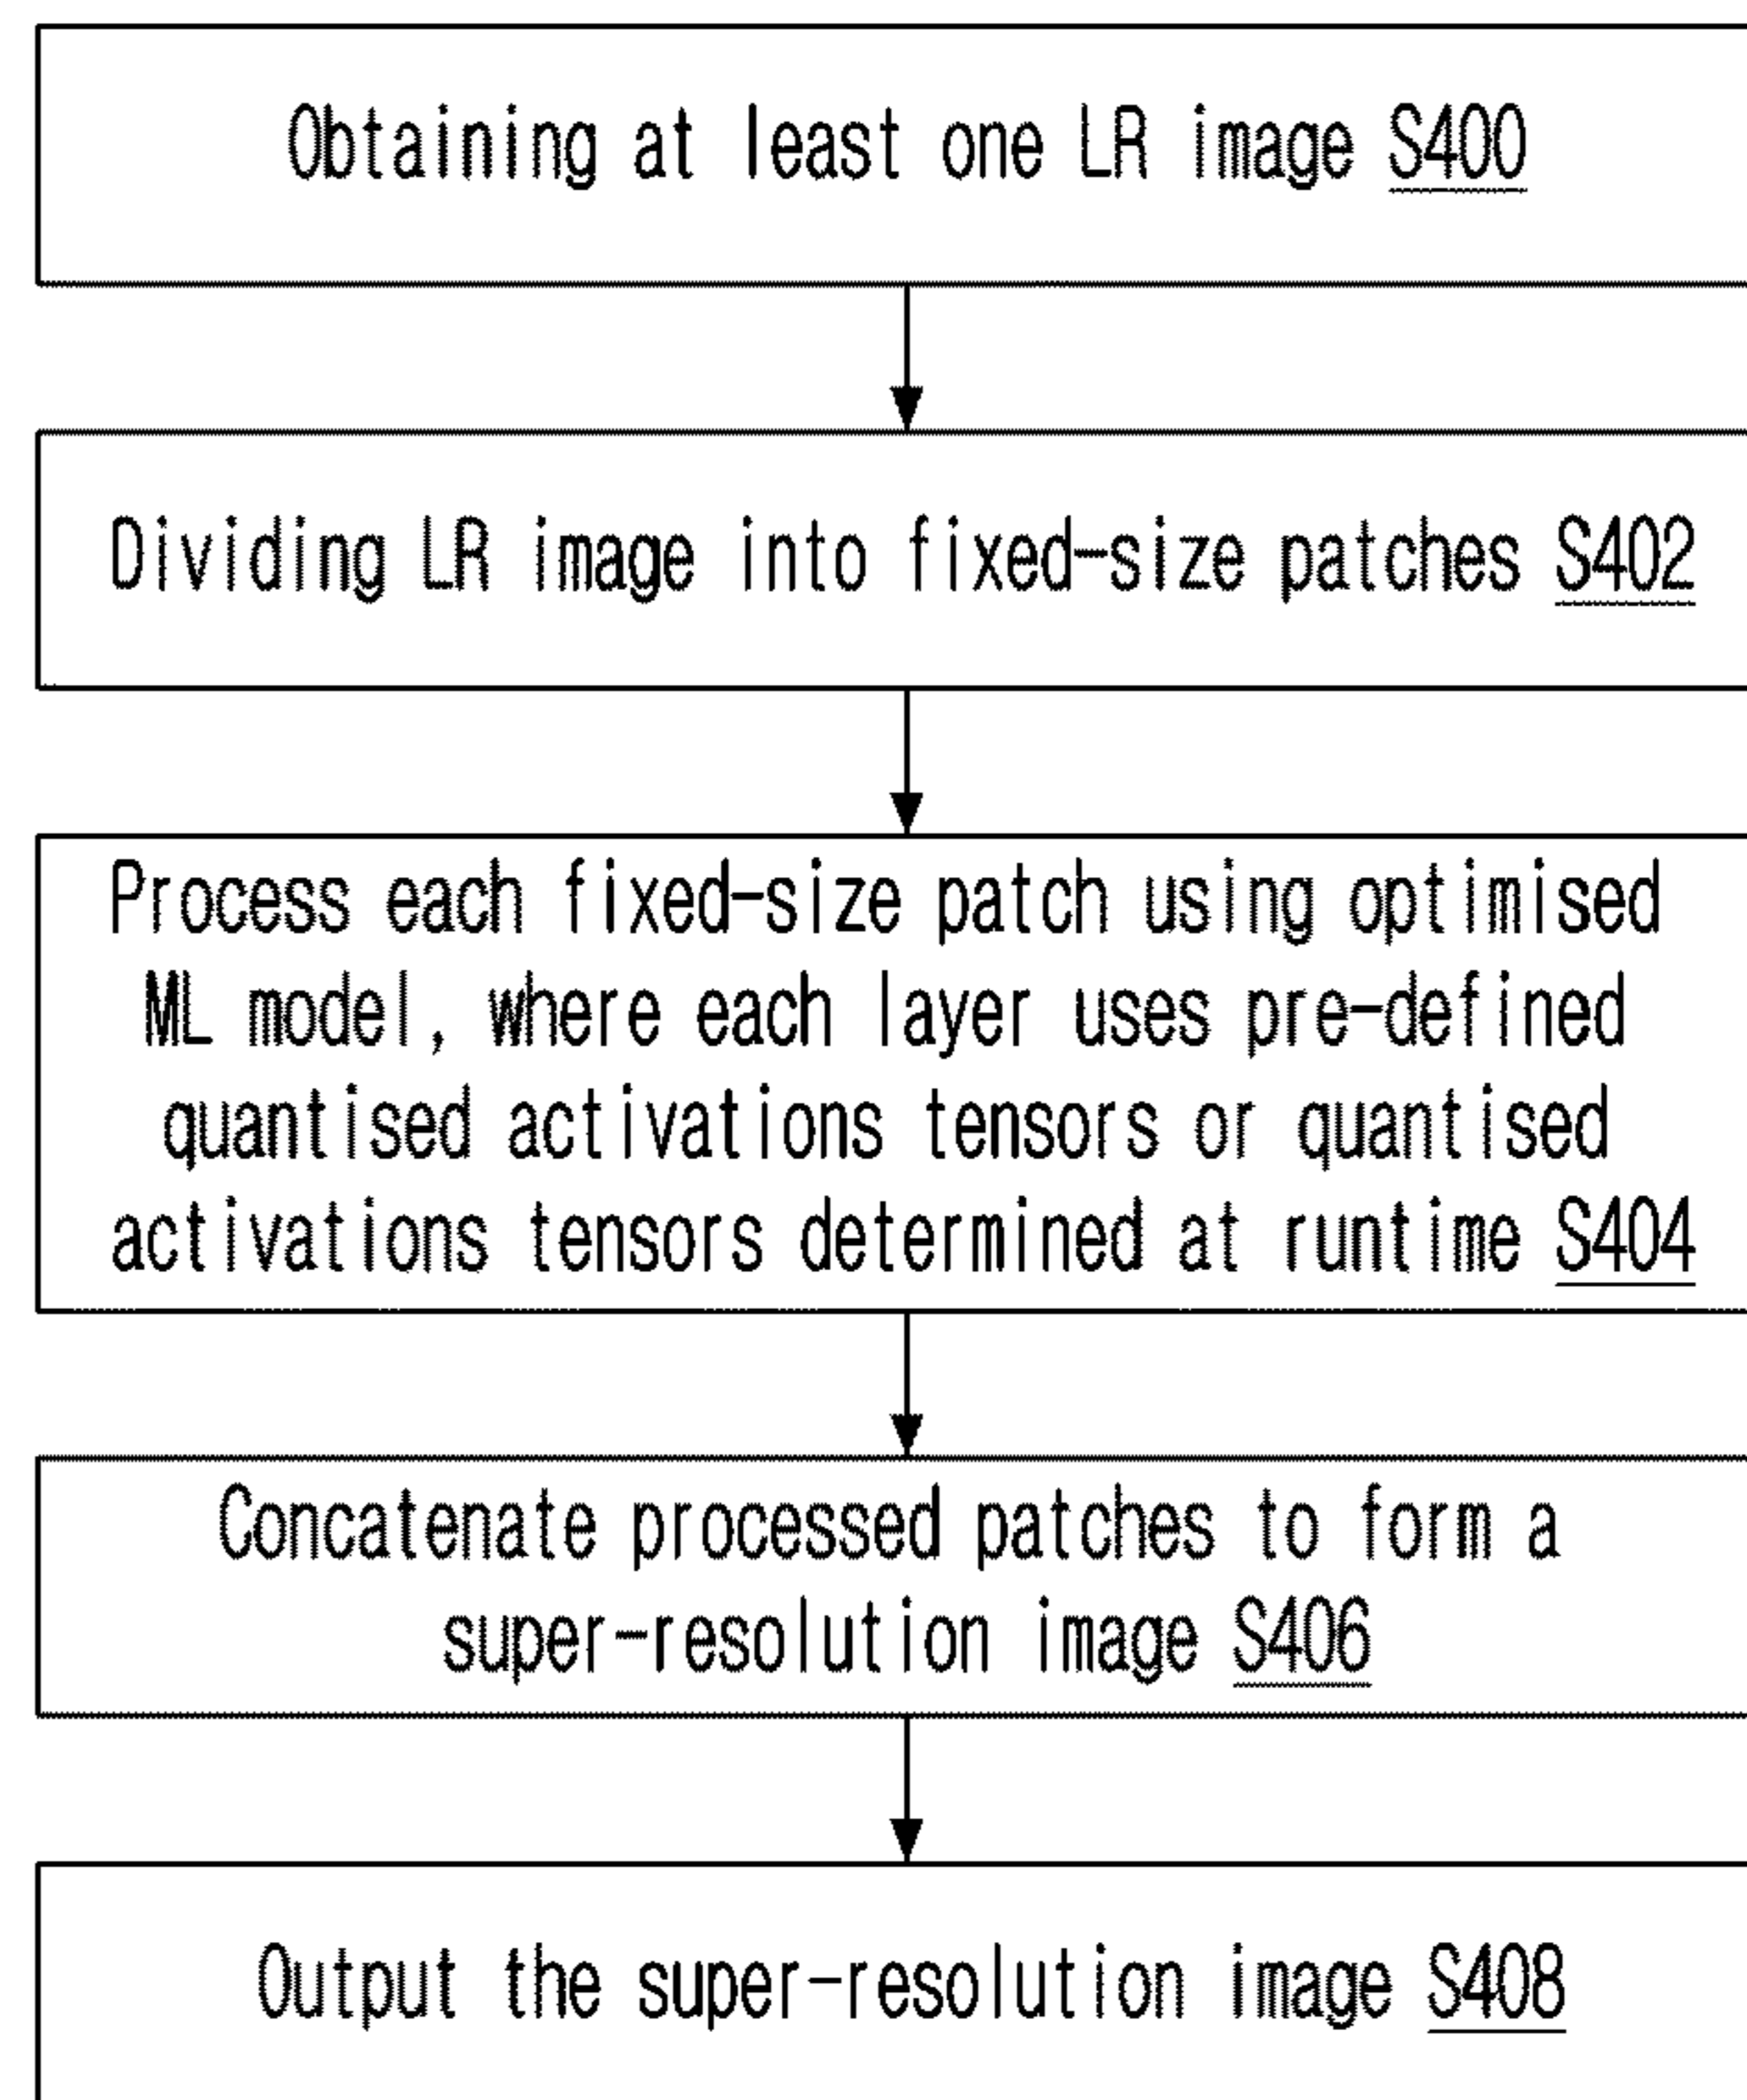 Obtaining at least one LR image S400
Dividing LR image into fixed-size patches S402
Process each fixed-size patch using optimised
ML model, where each layer uses pre-defined
quantised activations tensors or quantised
activations tensors determined at runtime S404
Concatenate processed patches to form a
super-resolution image S406
Output the super-resolution image S408